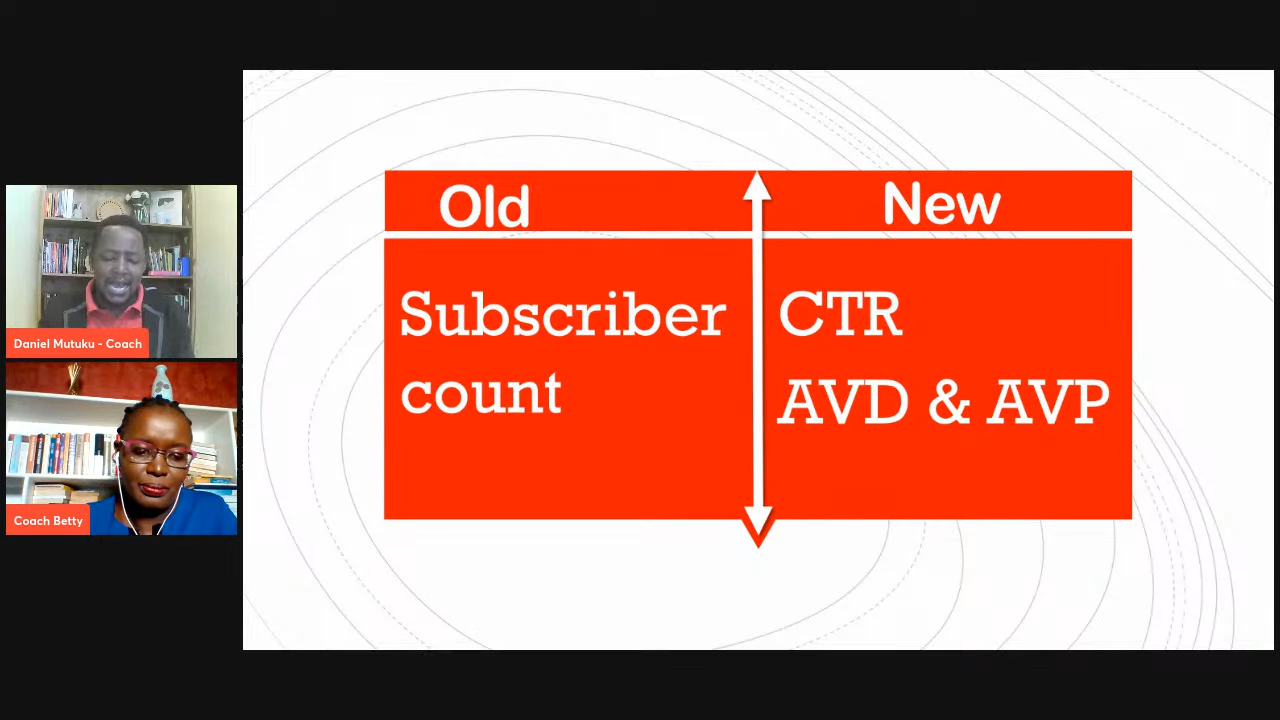 Old
New
Subscriber
count
CTR
AVD & AVP
Daniel Mutuku - Coach
Coach Betty